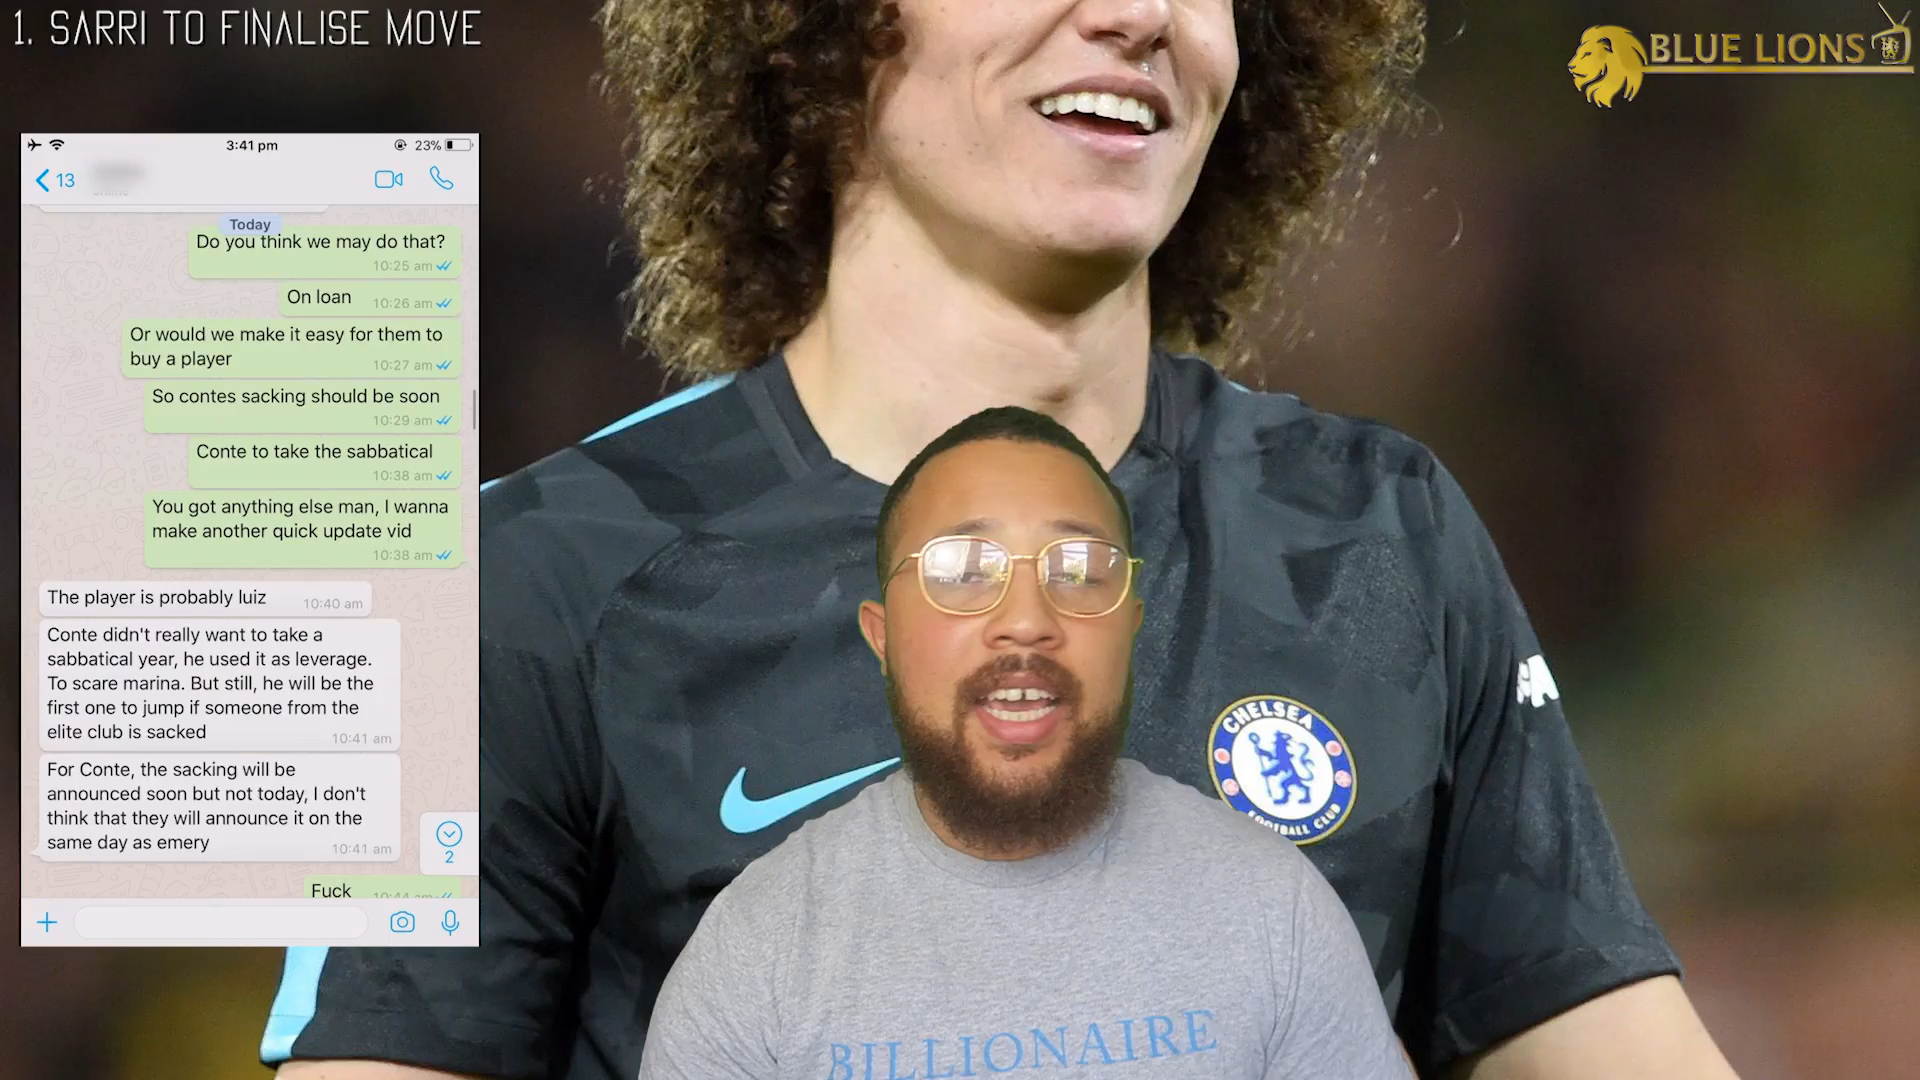 1. SARRI TO FINALISE MOVE
BLUE LIONS
3:41 pm
23%
13
Today
Do you think we may do that?
10:25 am
On loan
10:26 am
Or would we make it easy for them to
buy a player
10:27 am
So contes sacking should be soon
10:29 am
Conte to take the sabbatical
10:38 am
You got anything else man, I wanna
make another quick update vid
10:38 am
The player is probably luiz
10:40 am
Conte didn't really want to take a
sabbatical year, he used it as leverage.
To scare marina. But still, he will be the
first one to jump if someone from the
elite club is sacked
10:41 am
For Conte, the sacking will be
announced soon but not today, I don't
think that they will announce it on the
same day as emery
10:41 am
2
Fuck
10:44 am
CHELSEA
FOOTBALL CLUB
BILLIONAIRE